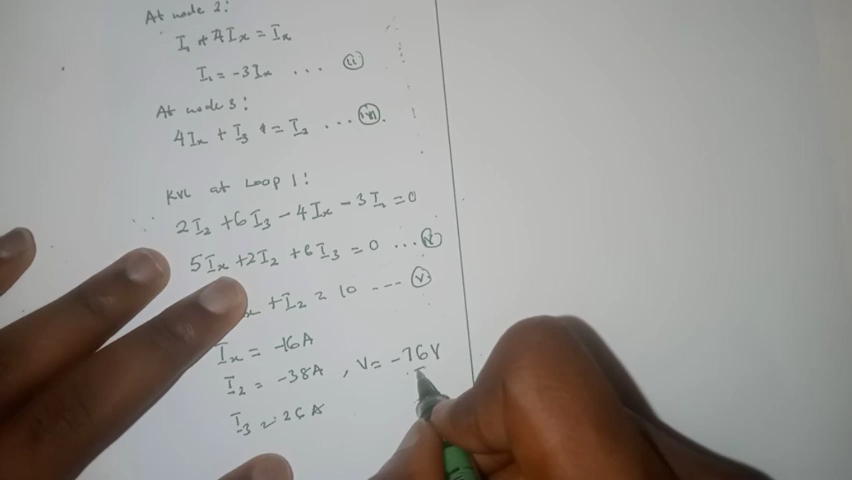 At node 2:
I₁ + 4Iₓ = Iₓ
I₁ = -3Iₓ ... (ii)
At node 3:
4Iₓ + I₃ = I₂ ... (iii)
KVL at Loop 1:
2I₂ + 6I₃ - 4Iₓ - 3I₁ = 0
5Iₓ + 2I₂ + 6I₃ = 0 ... (iv)
ₓ + I₂ = 10 --- (v)
Iₓ = -16A
I₂ = -38A, V = -76V
I₃ = 26A